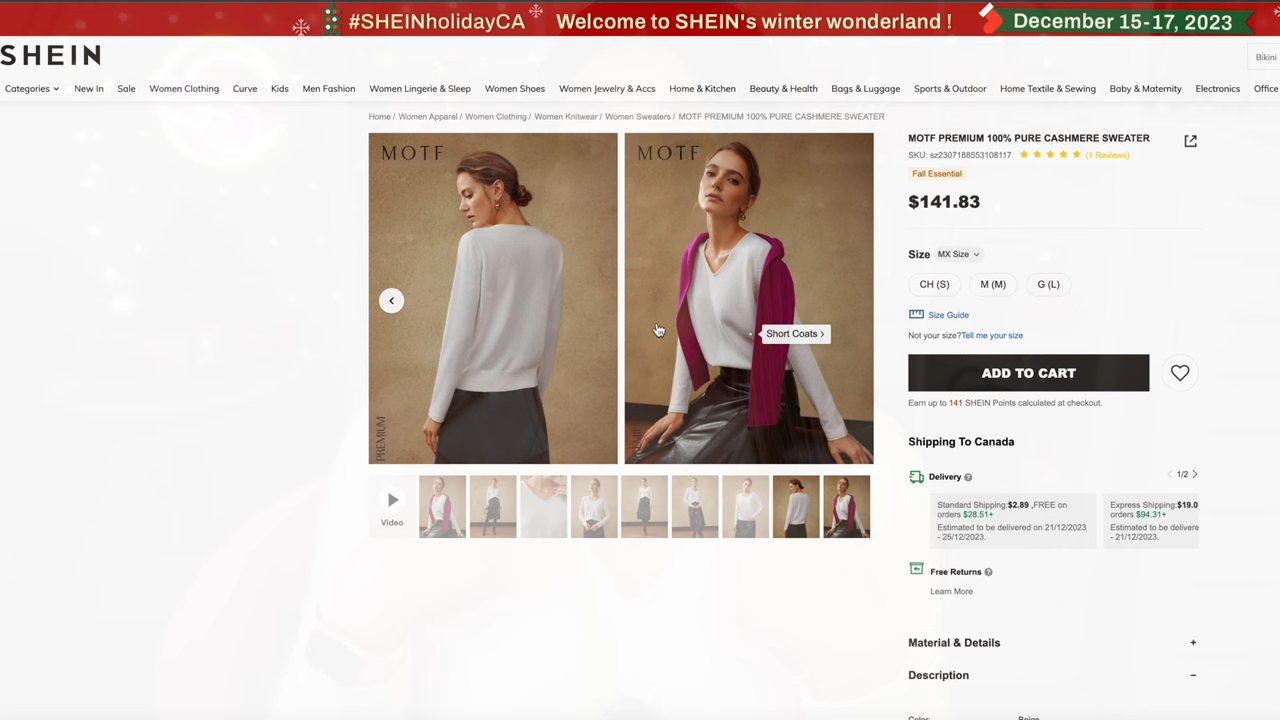 #SHEINholidayCA Welcome to SHEIN's winter wonderland ! December 15-17, 2023
SHEIN
Bikini
Categories New In Sale Women Clothing Curve Kids Men Fashion Women Lingerie & Sleep Women Shoes Women Jewelry & Accs Home & Kitchen Beauty & Health Bags & Luggage Sports & Outdoor Home Textile & Sewing Baby & Maternity Electronics Office
Home / Women Apparel / Women Clothing / Women Knitwear / Women Sweaters / MOTF PREMIUM 100% PURE CASHMERE SWEATER
MOTF
PREMIUM
MOTF
Short Coats >
Video
MOTF PREMIUM 100% PURE CASHMERE SWEATER
SKU: sz2307188553108117 (1 Reviews)
Fall Essential
$141.83
Size MX Size
CH (S) M (M) G (L)
Size Guide
Not your size?Tell me your size
ADD TO CART
Earn up to 141 SHEIN Points calculated at checkout.
Shipping To Canada
Delivery ? < 1/2 >
Standard Shipping:$2.89 ,FREE on
orders $28.51+
Estimated to be delivered on 21/12/2023
- 25/12/2023.
Express Shipping:$19.0
orders $94.31+
Estimated to be delivere
- 21/12/2023.
Free Returns ?
Learn More
Material & Details +
Description −
Color: Beige